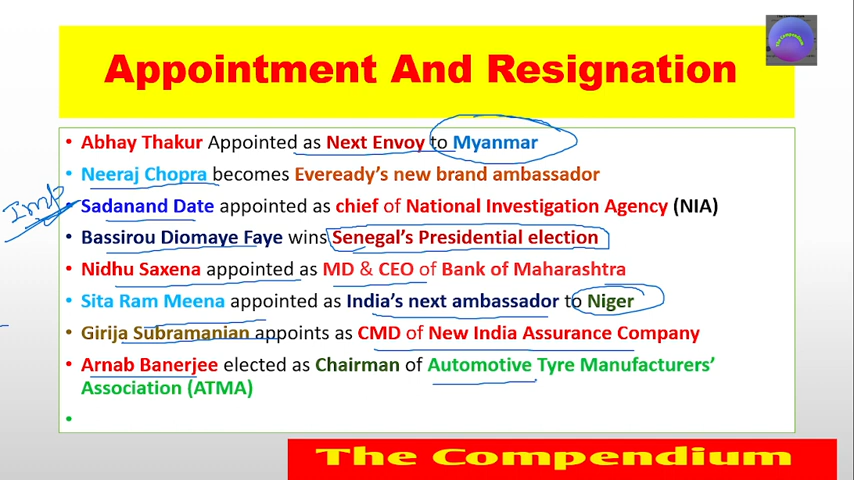 The Compendium
Appointment And Resignation
• Abhay Thakur Appointed as Next Envoy to Myanmar
• Neeraj Chopra becomes Eveready's new brand ambassador
Imp
• Sadanand Date appointed as chief of National Investigation Agency (NIA)
• Bassirou Diomaye Faye wins Senegal's Presidential election
• Nidhu Saxena appointed as MD & CEO of Bank of Maharashtra
• Sita Ram Meena appointed as India's next ambassador to Niger
• Girija Subramanian appoints as CMD of New India Assurance Company
• Arnab Banerjee elected as Chairman of Automotive Tyre Manufacturers'
Association (ATMA)
•
The Compendium